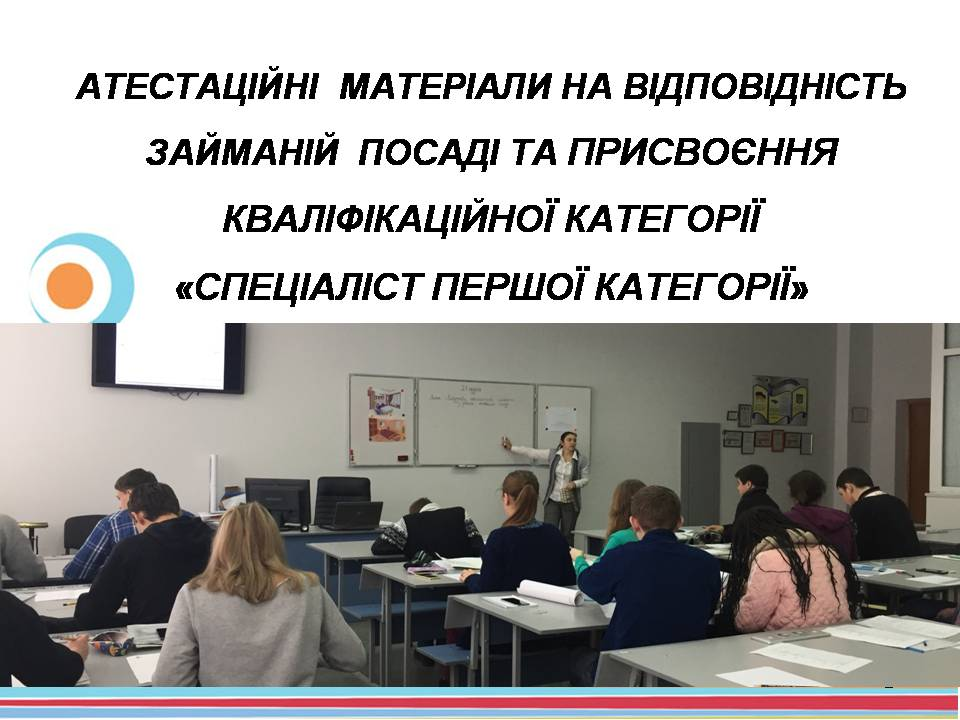 АТЕСТАЦІЙНІ МАТЕРІАЛИ НА ВІДПОВІДНІСТЬ
ЗАЙМАНІЙ ПОСАДІ ТА ПРИСВОЄННЯ
КВАЛІФІКАЦІЙНОЇ КАТЕГОРІЇ
«СПЕЦІАЛІСТ ПЕРШОЇ КАТЕГОРІЇ»